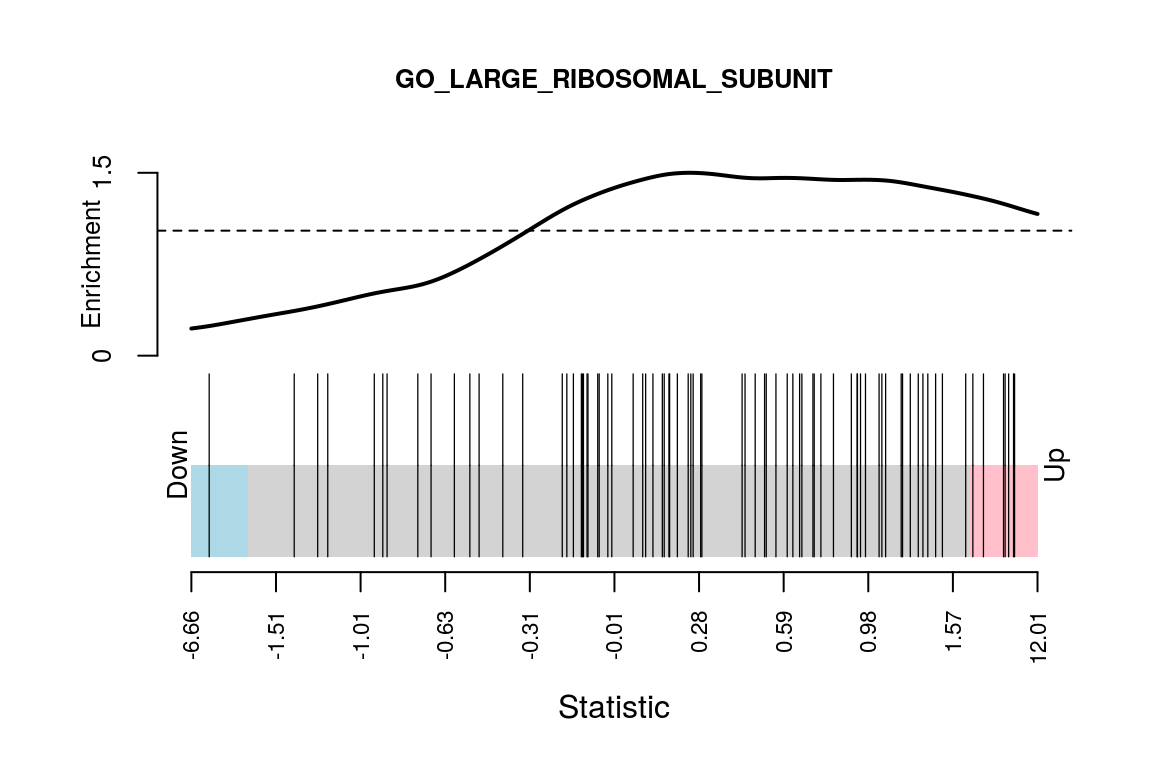 GO_LARGE_RIBOSOMAL_SUBUNIT
1.5
Enrichment
0
Down
Up
-6.66
-1.51
-1.01
-0.63
-0.31
-0.01
0.28
0.59
0.98
1.57
12.01
Statistic